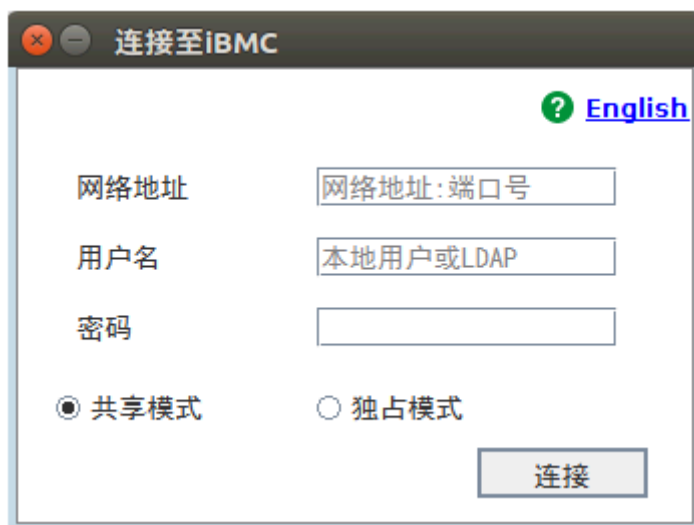 连接至iBMC
? English
网络地址 网络地址:端口号
用户名 本地用户或LDAP
密码
共享模式 独占模式
连接